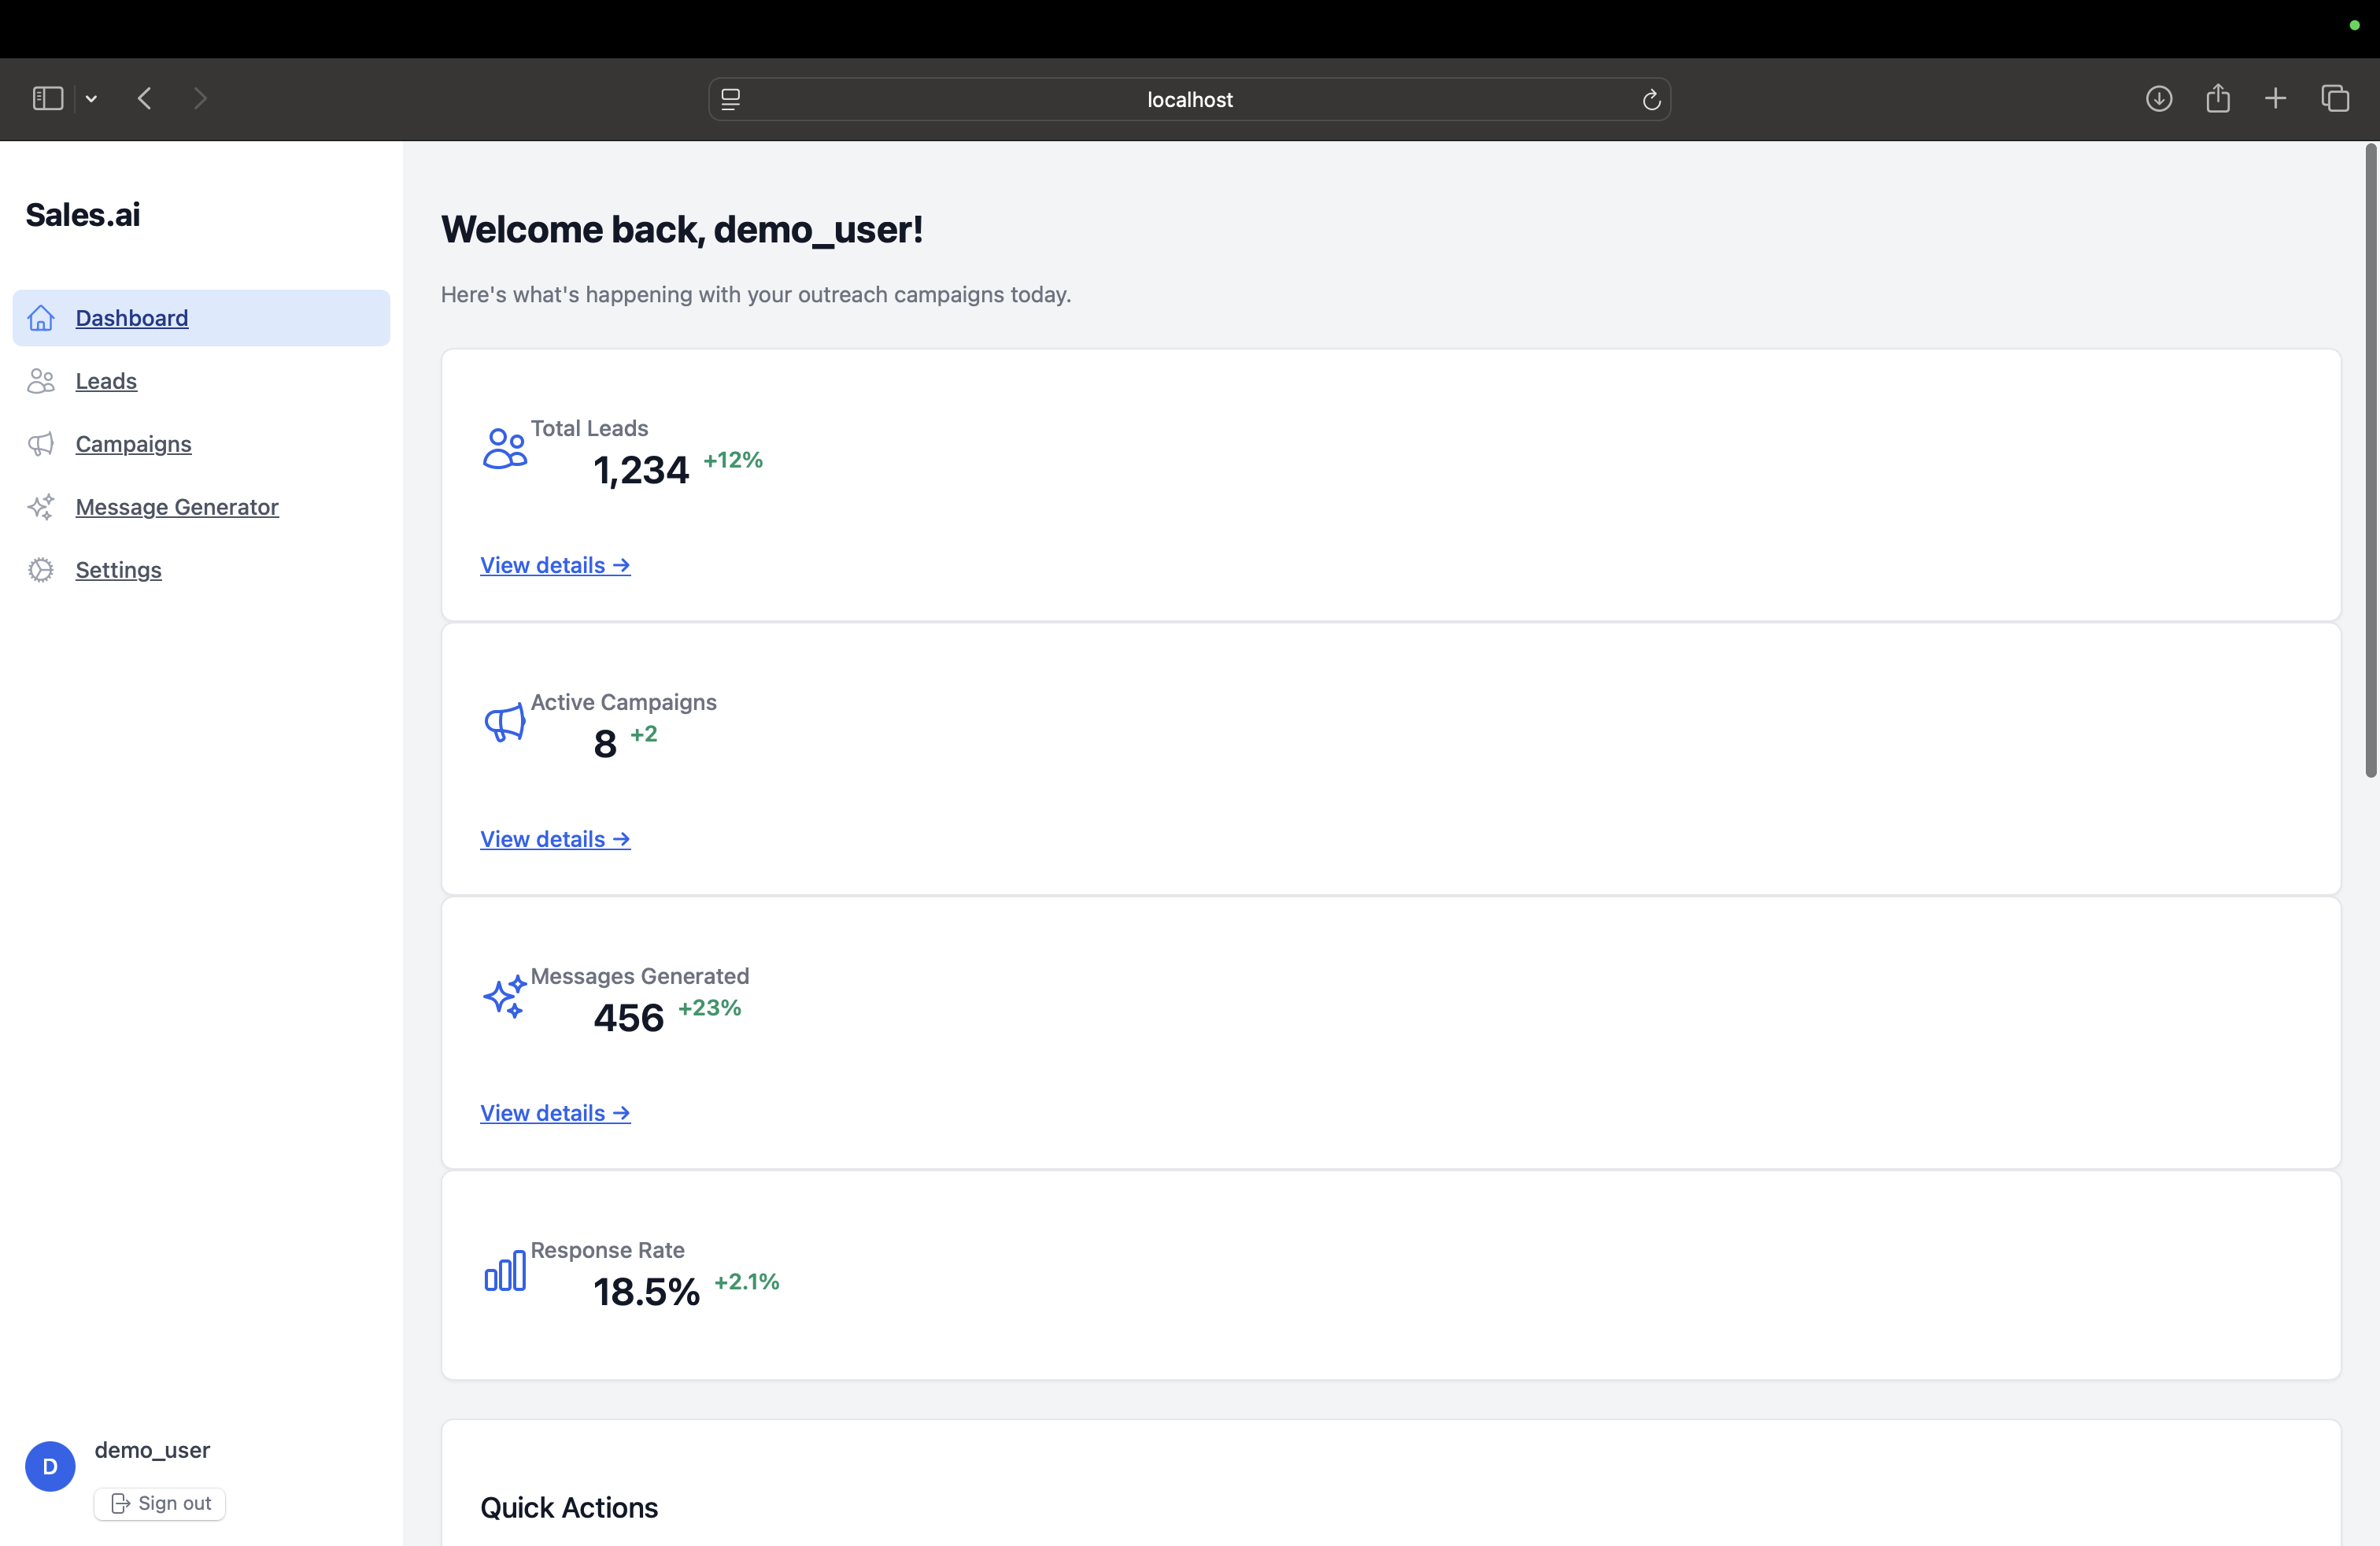 localhost
Sales.ai
Dashboard
Leads
Campaigns
Message Generator
Settings
demo_user
D
Sign out
Welcome back, demo_user!
Here's what's happening with your outreach campaigns today.
Total Leads
1,234 +12%
View details →
Active Campaigns
8 +2
View details →
Messages Generated
456 +23%
View details →
Response Rate
18.5% +2.1%
Quick Actions